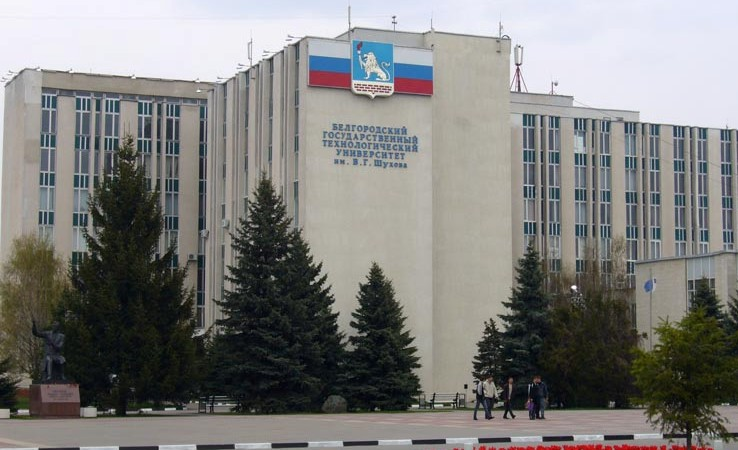 БЕЛГОРОДСКИЙ
ГОСУДАРСТВЕННЫЙ
ТЕХНОЛОГИЧЕСКИЙ
УНИВЕРСИТЕТ
им. В.Г. Шухова